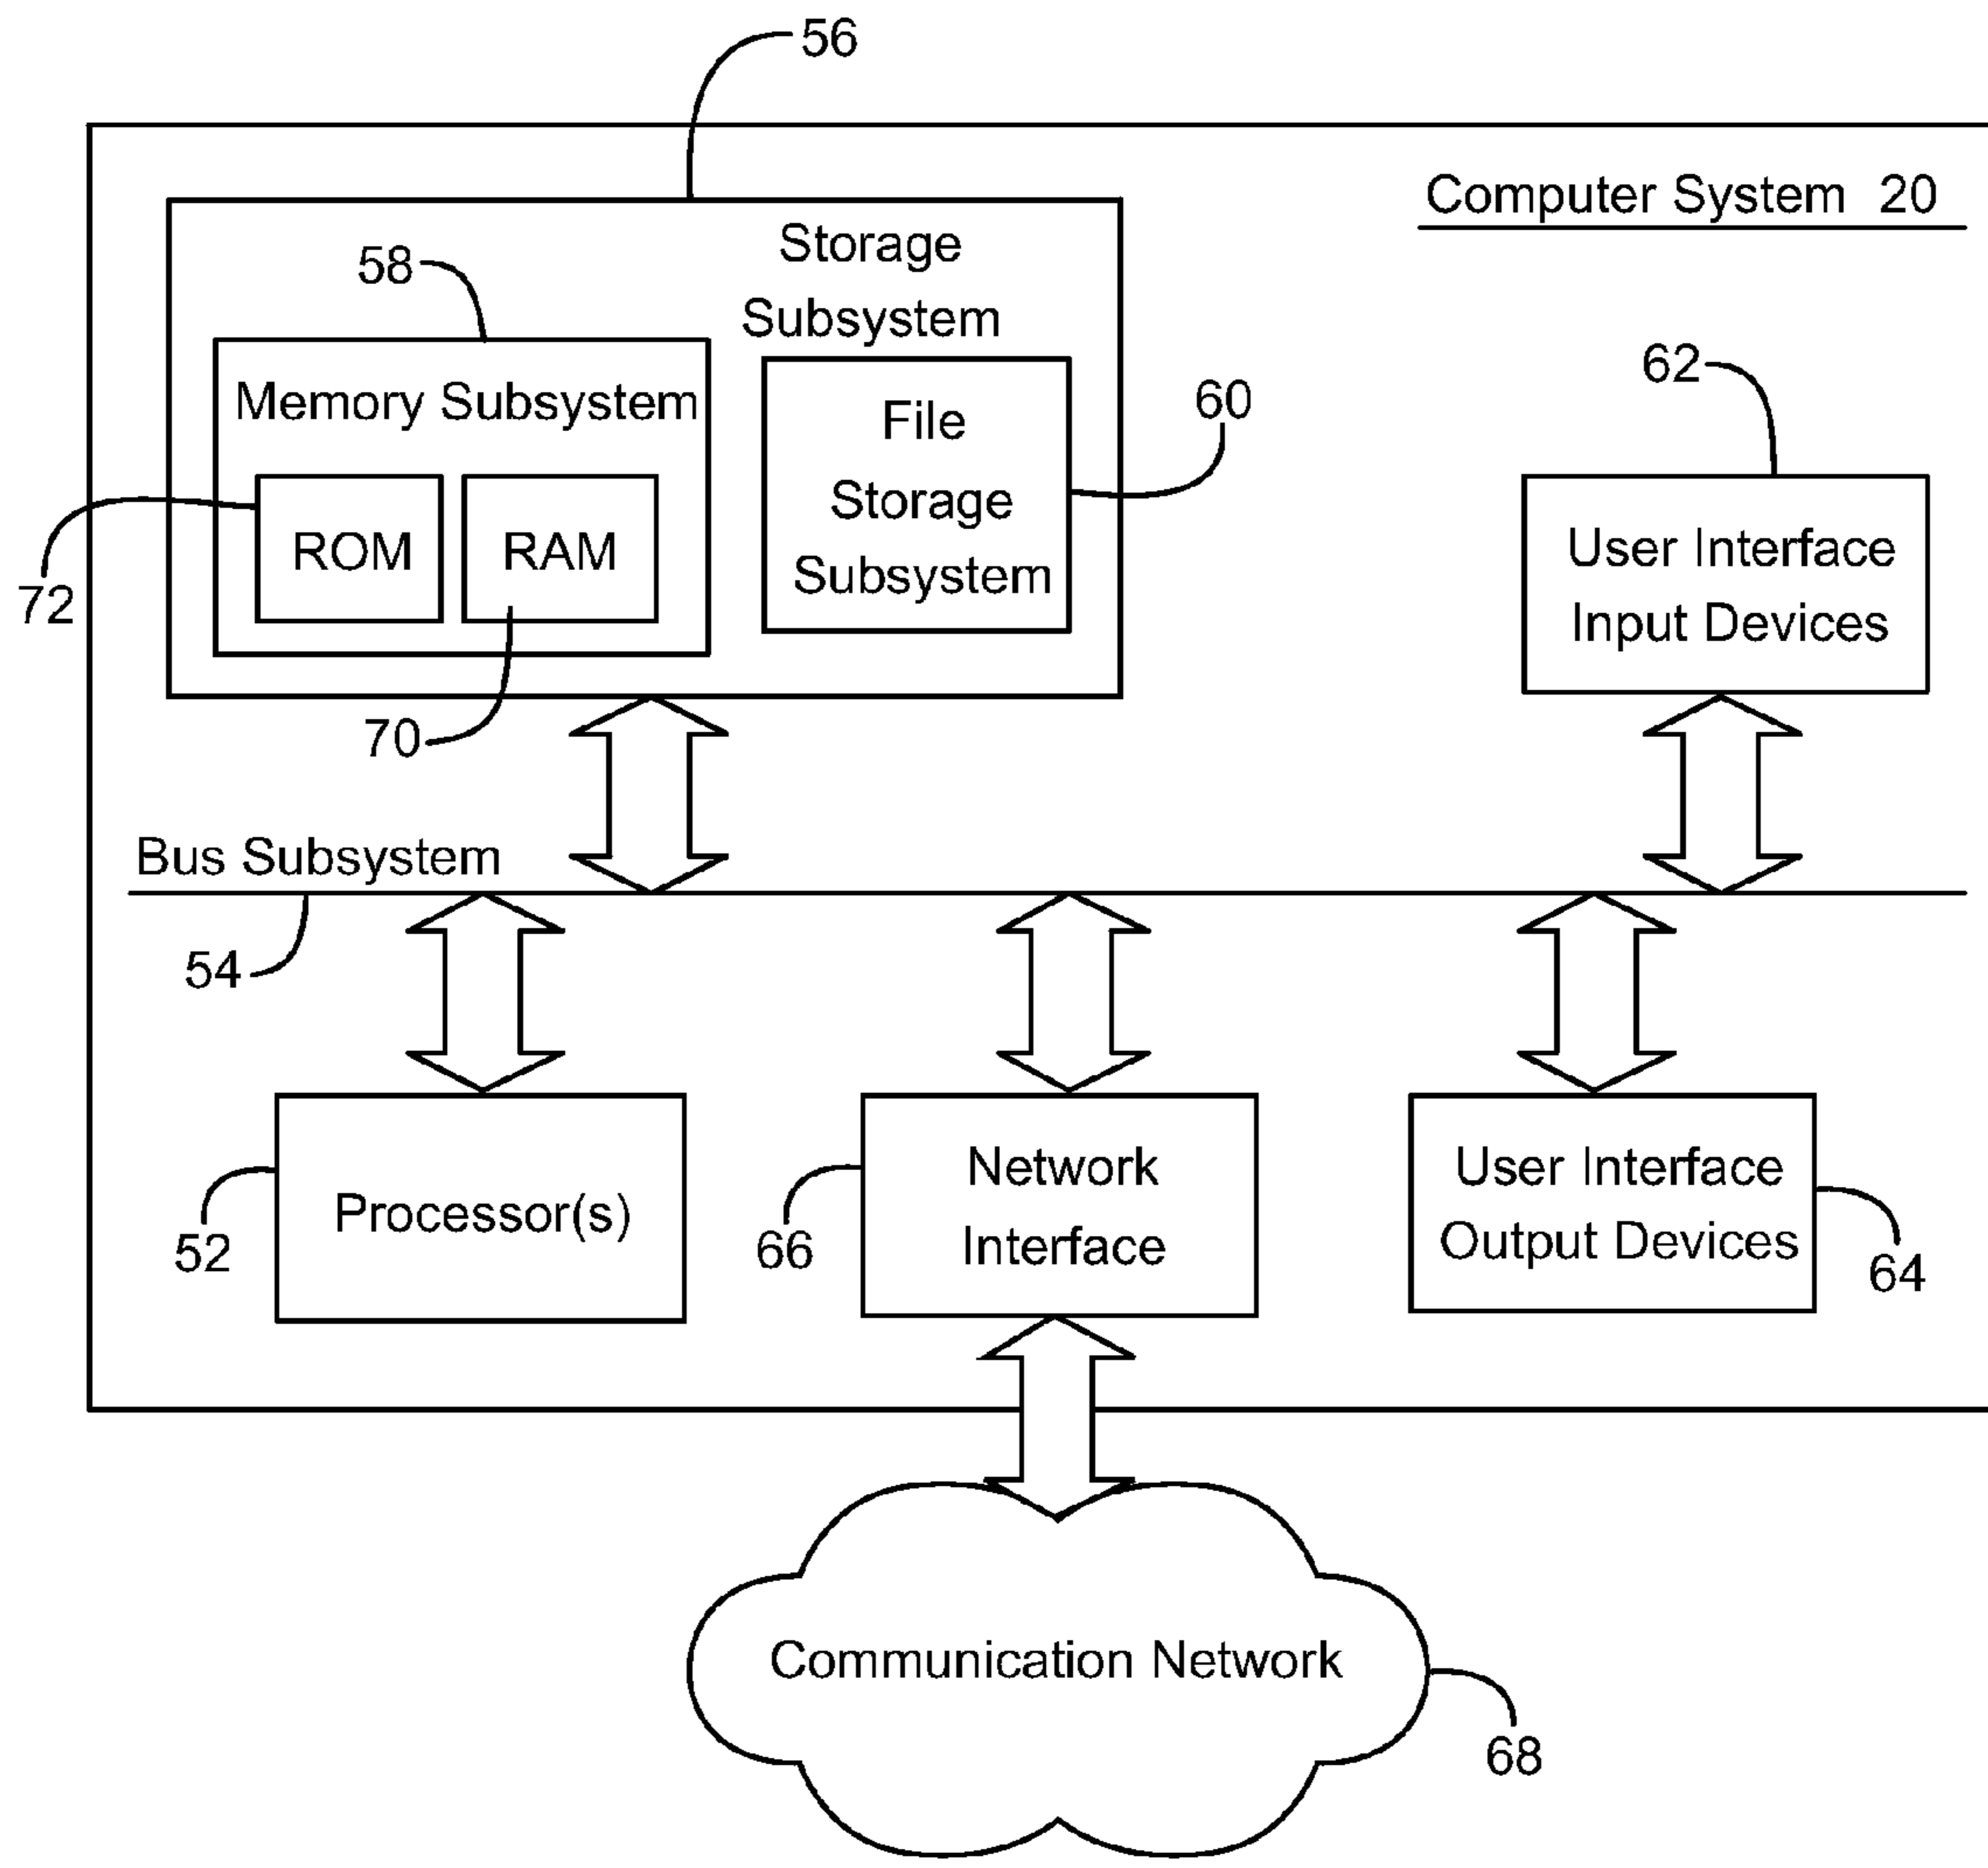 56
Computer System 20
Storage
Subsystem
58
Memory Subsystem
File
Storage
Subsystem
60
62
ROM
RAM
72
70
User Interface
Input Devices
Bus Subsystem
54
Processor(s)
52
Network
Interface
66
User Interface
Output Devices
64
Communication Network
68